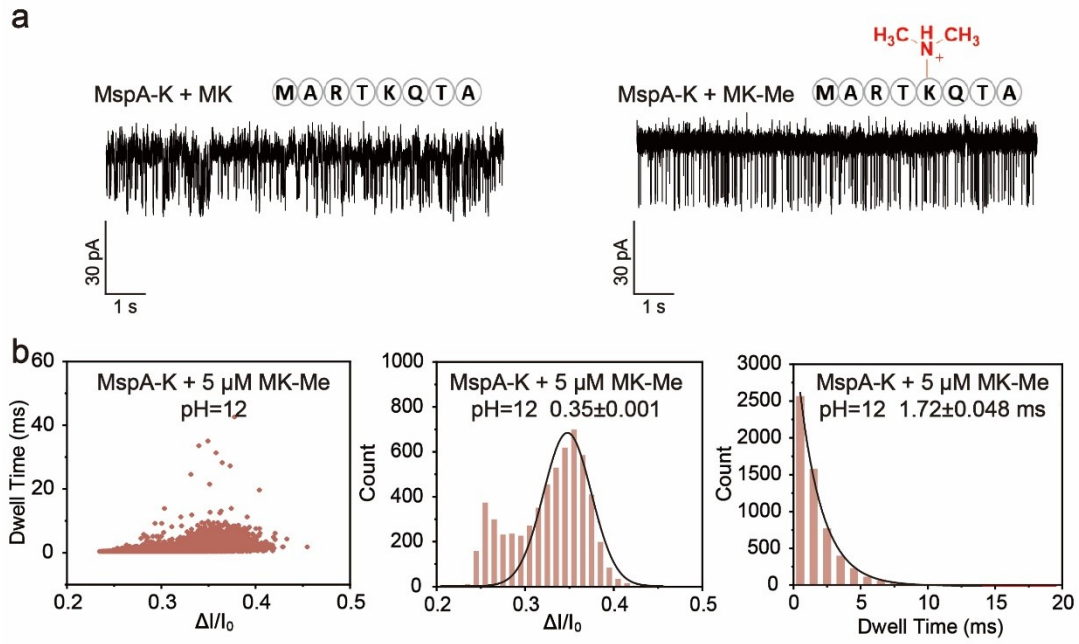 a
H₃C H CH₃
N
+
MspA-K + MK M A R T K Q T A
MspA-K + MK-Me M A R T K Q T A
30 pA
1 s
30 pA
1 s
b
Dwell Time (ms)
60
40
20
0
MspA-K + 5 µM MK-Me
pH=12
0.2 0.3 0.4 0.5
ΔI/I₀
Count
1000
800
600
400
200
0
MspA-K + 5 µM MK-Me
pH=12 0.35±0.001
0.2 0.3 0.4 0.5
ΔI/I₀
Count
3000
2500
2000
1500
1000
500
0
MspA-K + 5 µM MK-Me
pH=12 1.72±0.048 ms
0 5 10 15 20
Dwell Time (ms)